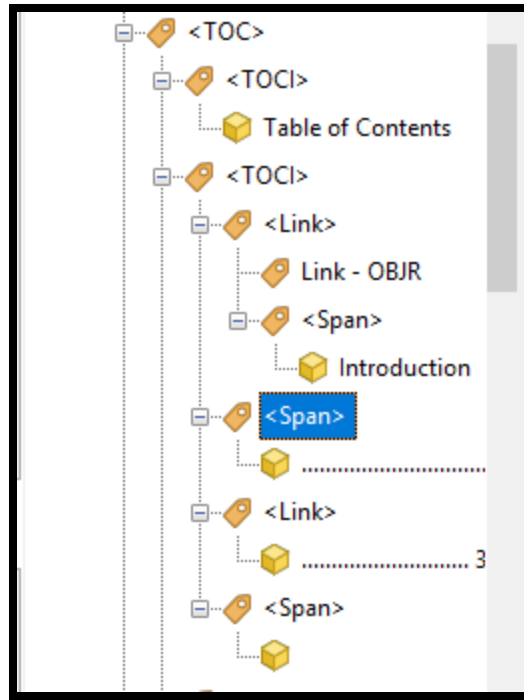 <TOC>
<TOCI>
Table of Contents
<TOCI>
<Link>
Link - OBJR
<Span>
Introduction
<Span>
................................
<Link>
............................. 3
<Span>